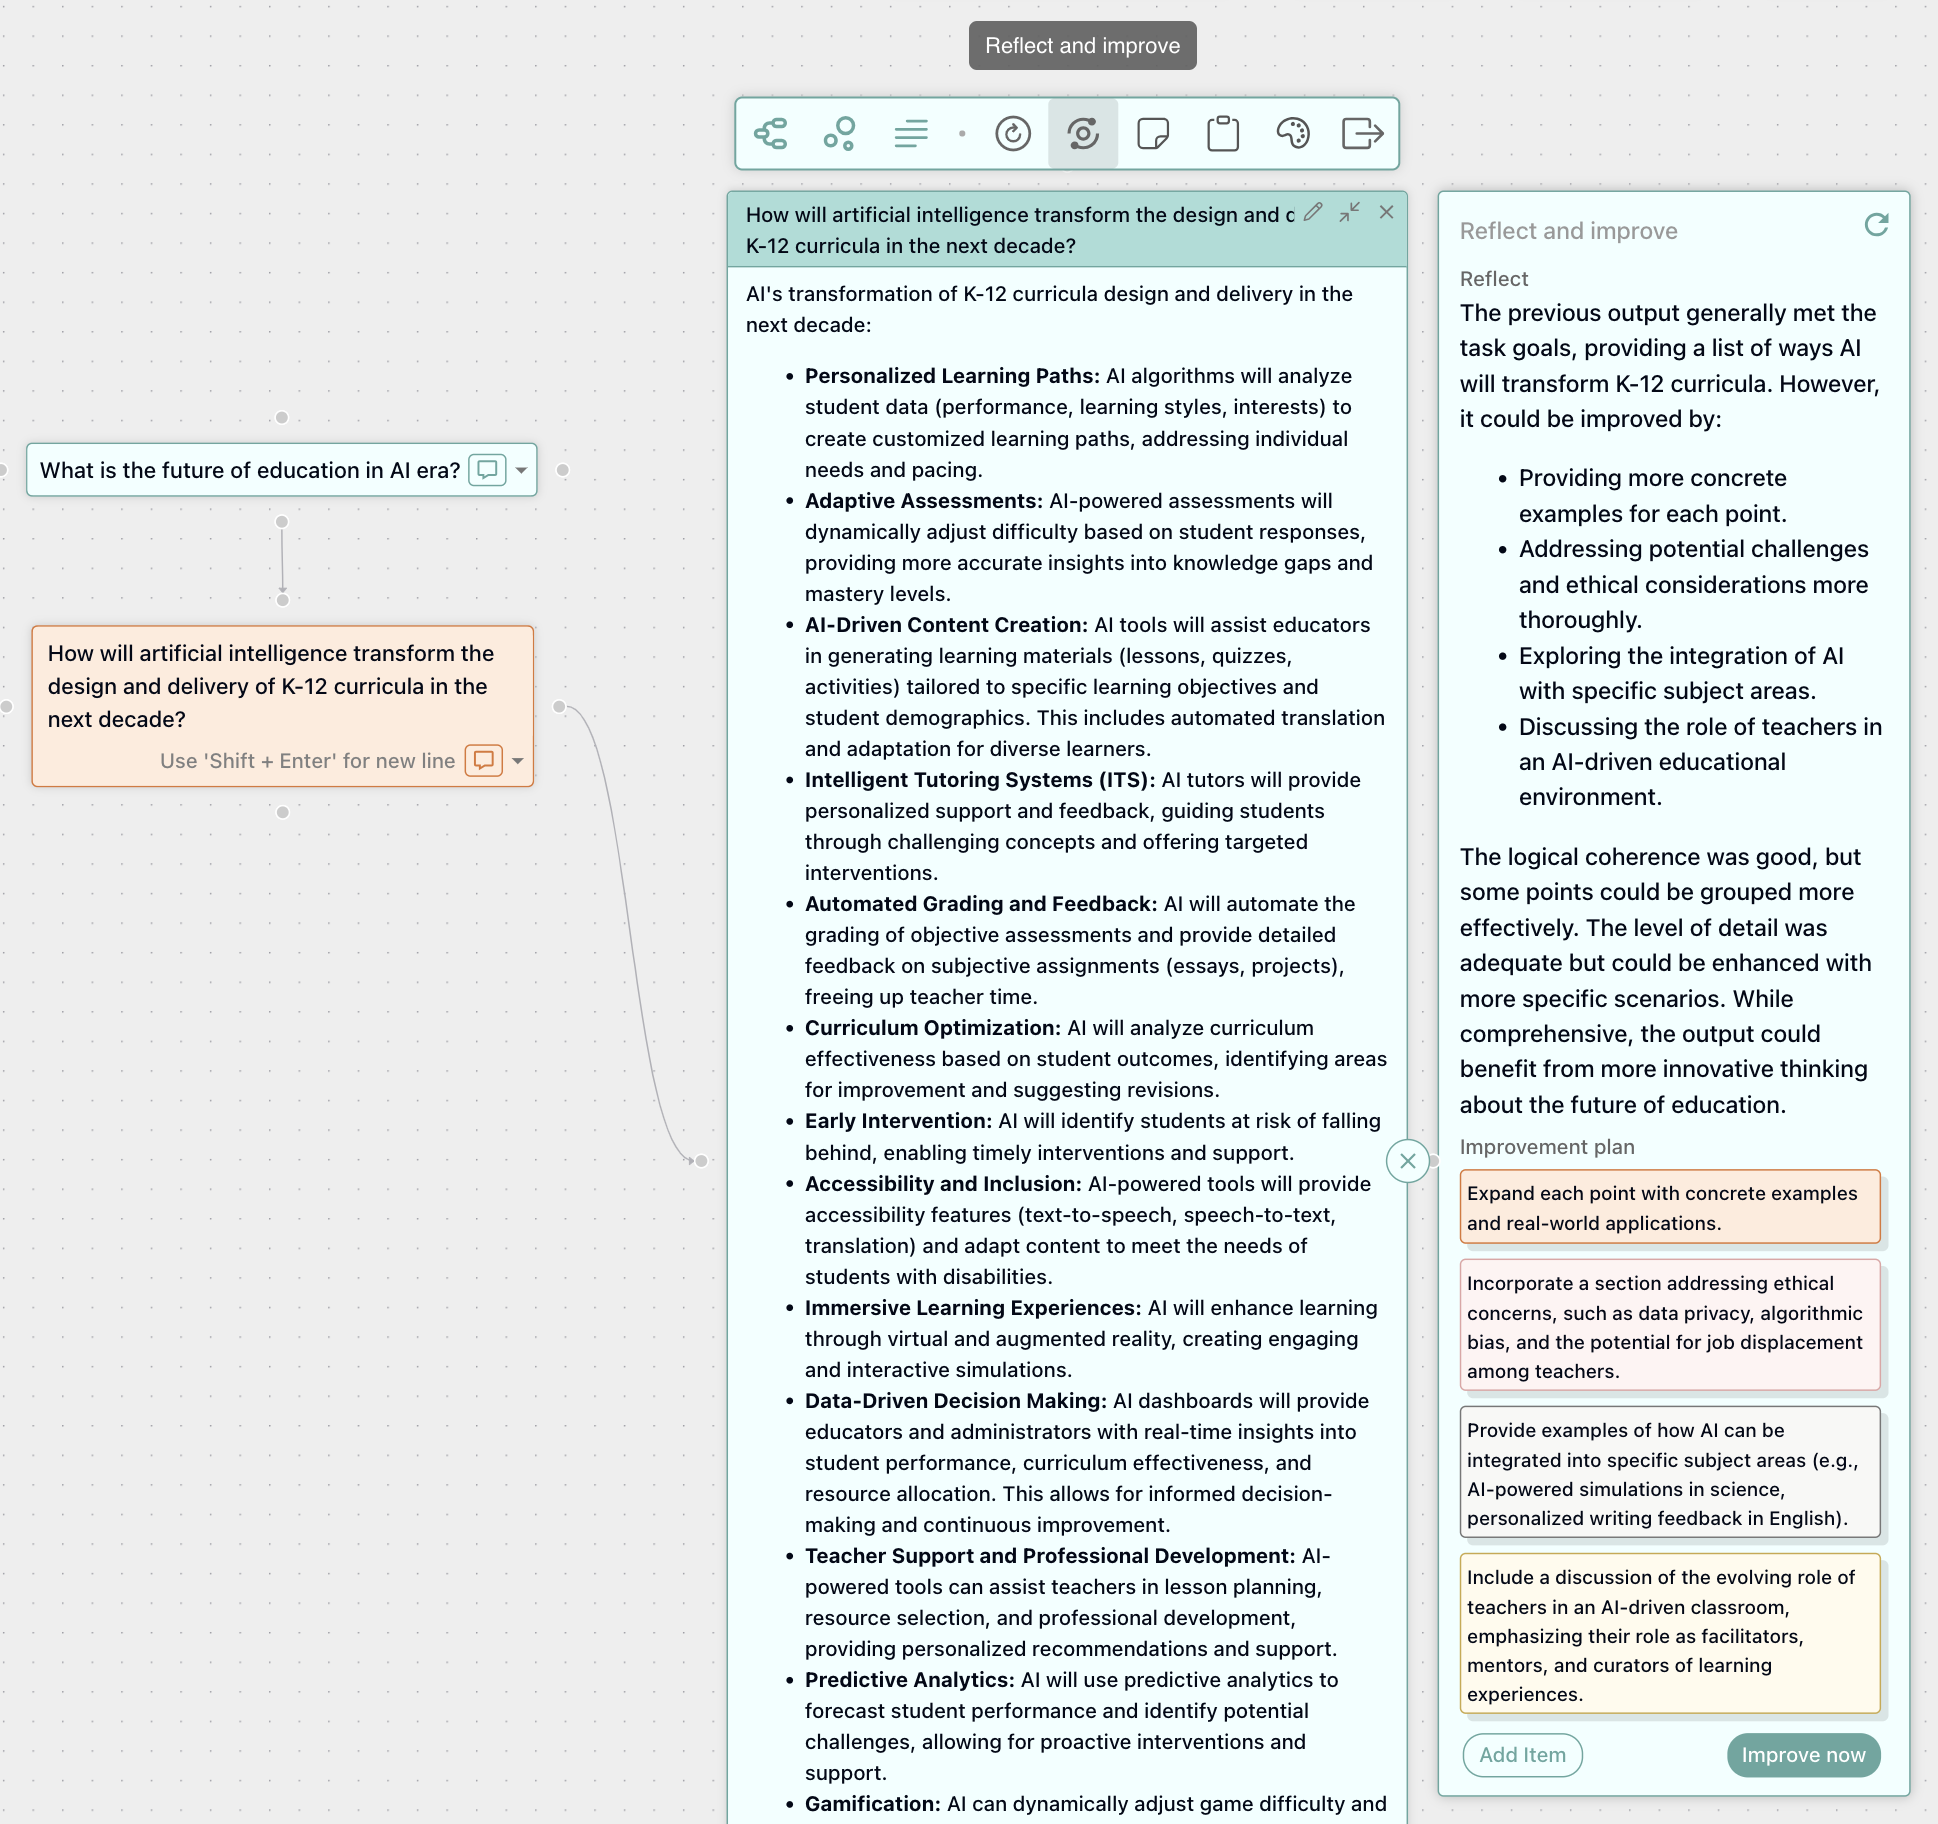 Reflect and improve
What is the future of education in AI era?
How will artificial intelligence transform the
design and delivery of K-12 curricula in the
next decade?
Use 'Shift + Enter' for new line
How will artificial intelligence transform the design and
K-12 curricula in the next decade?
AI's transformation of K-12 curricula design and delivery in the
next decade:
• Personalized Learning Paths: AI algorithms will analyze
student data (performance, learning styles, interests) to
create customized learning paths, addressing individual
needs and pacing.
• Adaptive Assessments: AI-powered assessments will
dynamically adjust difficulty based on student responses,
providing more accurate insights into knowledge gaps and
mastery levels.
• AI-Driven Content Creation: AI tools will assist educators
in generating learning materials (lessons, quizzes,
activities) tailored to specific learning objectives and
student demographics. This includes automated translation
and adaptation for diverse learners.
• Intelligent Tutoring Systems (ITS): AI tutors will provide
personalized support and feedback, guiding students
through challenging concepts and offering targeted
interventions.
• Automated Grading and Feedback: AI will automate the
grading of objective assessments and provide detailed
feedback on subjective assignments (essays, projects),
freeing up teacher time.
• Curriculum Optimization: AI will analyze curriculum
effectiveness based on student outcomes, identifying areas
for improvement and suggesting revisions.
• Early Intervention: AI will identify students at risk of falling
behind, enabling timely interventions and support.
• Accessibility and Inclusion: AI-powered tools will provide
accessibility features (text-to-speech, speech-to-text,
translation) and adapt content to meet the needs of
students with disabilities.
• Immersive Learning Experiences: AI will enhance learning
through virtual and augmented reality, creating engaging
and interactive simulations.
• Data-Driven Decision Making: AI dashboards will provide
educators and administrators with real-time insights into
student performance, curriculum effectiveness, and
resource allocation. This allows for informed decision-
making and continuous improvement.
• Teacher Support and Professional Development: AI-
powered tools can assist teachers in lesson planning,
resource selection, and professional development,
providing personalized recommendations and support.
• Predictive Analytics: AI will use predictive analytics to
forecast student performance and identify potential
challenges, allowing for proactive interventions and
support.
• Gamification: AI can dynamically adjust game difficulty and
Reflect and improve
Reflect
The previous output generally met the
task goals, providing a list of ways AI
will transform K-12 curricula. However,
it could be improved by:
• Providing more concrete
examples for each point.
• Addressing potential challenges
and ethical considerations more
thoroughly.
• Exploring the integration of AI
with specific subject areas.
• Discussing the role of teachers in
an AI-driven educational
environment.
The logical coherence was good, but
some points could be grouped more
effectively. The level of detail was
adequate but could be enhanced with
more specific scenarios. While
comprehensive, the output could
benefit from more innovative thinking
about the future of education.
Improvement plan
Expand each point with concrete examples
and real-world applications.
Incorporate a section addressing ethical
concerns, such as data privacy, algorithmic
bias, and the potential for job displacement
among teachers.
Provide examples of how AI can be
integrated into specific subject areas (e.g.,
AI-powered simulations in science,
personalized writing feedback in English).
Include a discussion of the evolving role of
teachers in an AI-driven classroom,
emphasizing their role as facilitators,
mentors, and curators of learning
experiences.
Add Item
Improve now